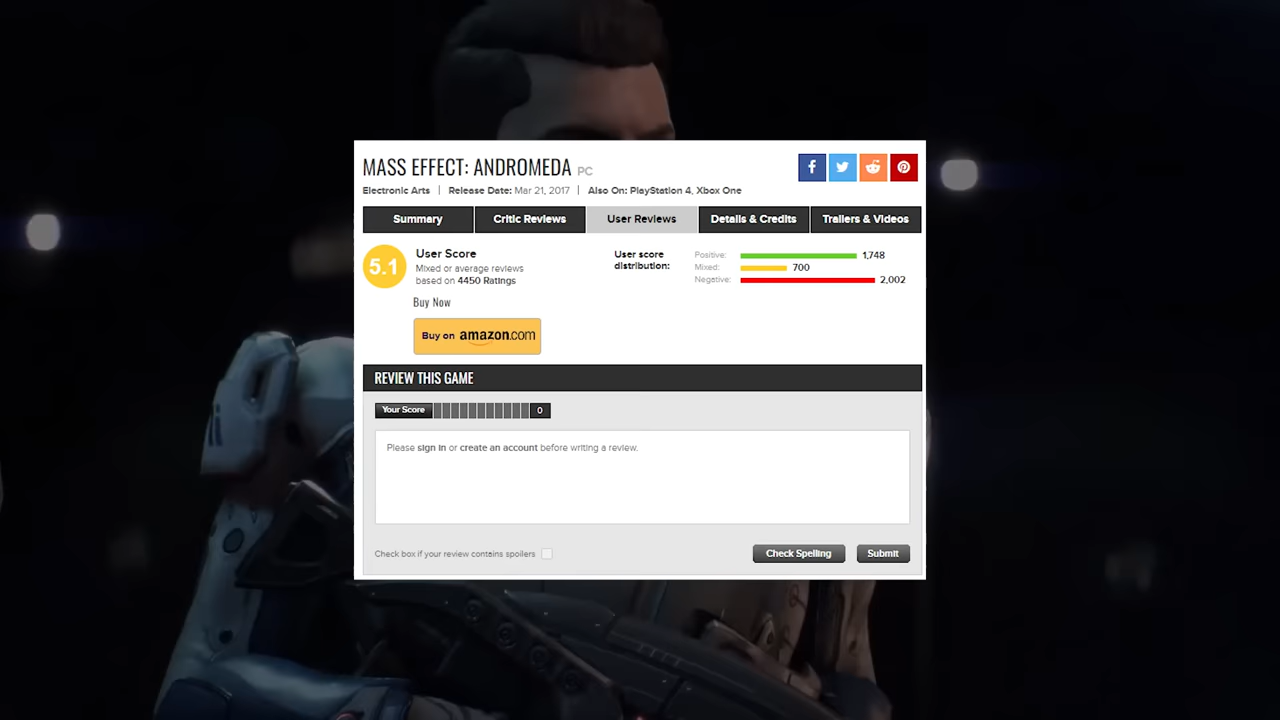 MASS EFFECT: ANDROMEDA PC
Electronic Arts | Release Date: Mar 21, 2017 | Also On: PlayStation 4, Xbox One
Summary Critic Reviews User Reviews Details & Credits Trailers & Videos
5.1
User Score
Mixed or average reviews
based on 4450 Ratings
User score
distribution:
Positive: 1,748
Mixed: 700
Negative: 2,002
Buy Now
Buy on amazon.com
REVIEW THIS GAME
Your Score 0
Please sign in or create an account before writing a review.
Check box if your review contains spoilers
Check Spelling Submit